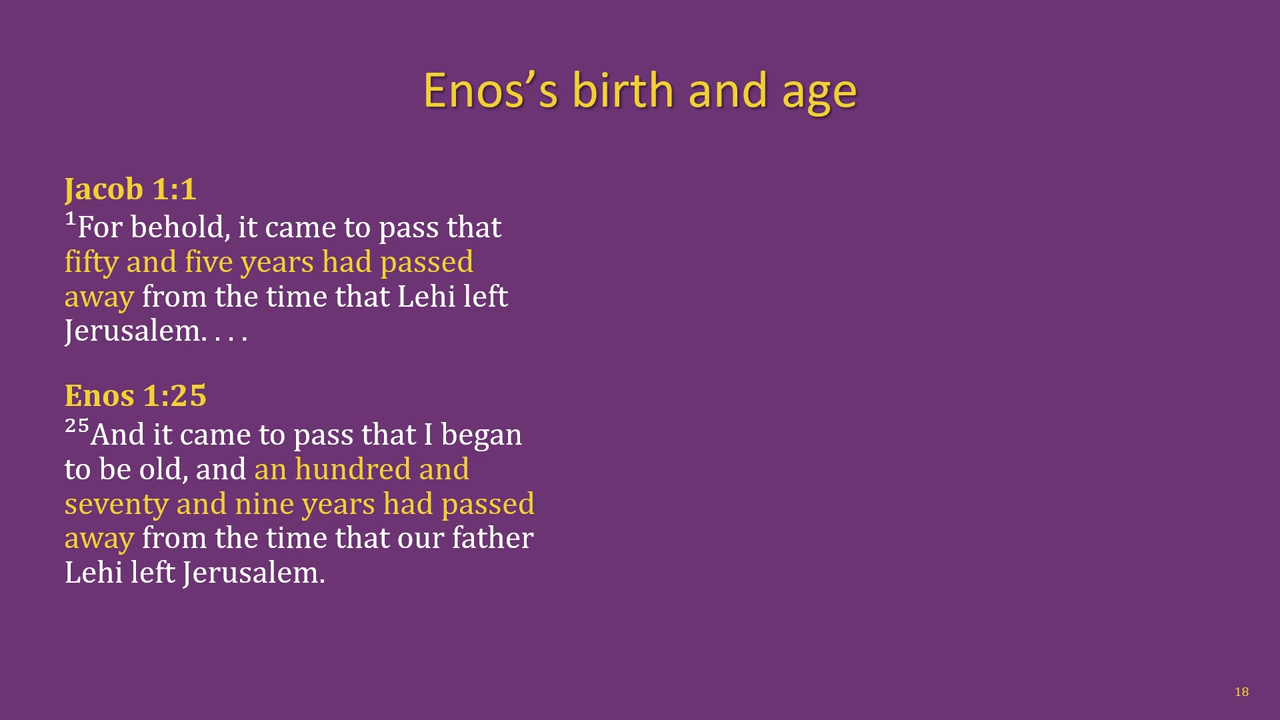 Enos’s birth and age
Jacob 1:1
¹For behold, it came to pass that
fifty and five years had passed
away from the time that Lehi left
Jerusalem. . . .
Enos 1:25
²⁵And it came to pass that I began
to be old, and an hundred and
seventy and nine years had passed
away from the time that our father
Lehi left Jerusalem.
18